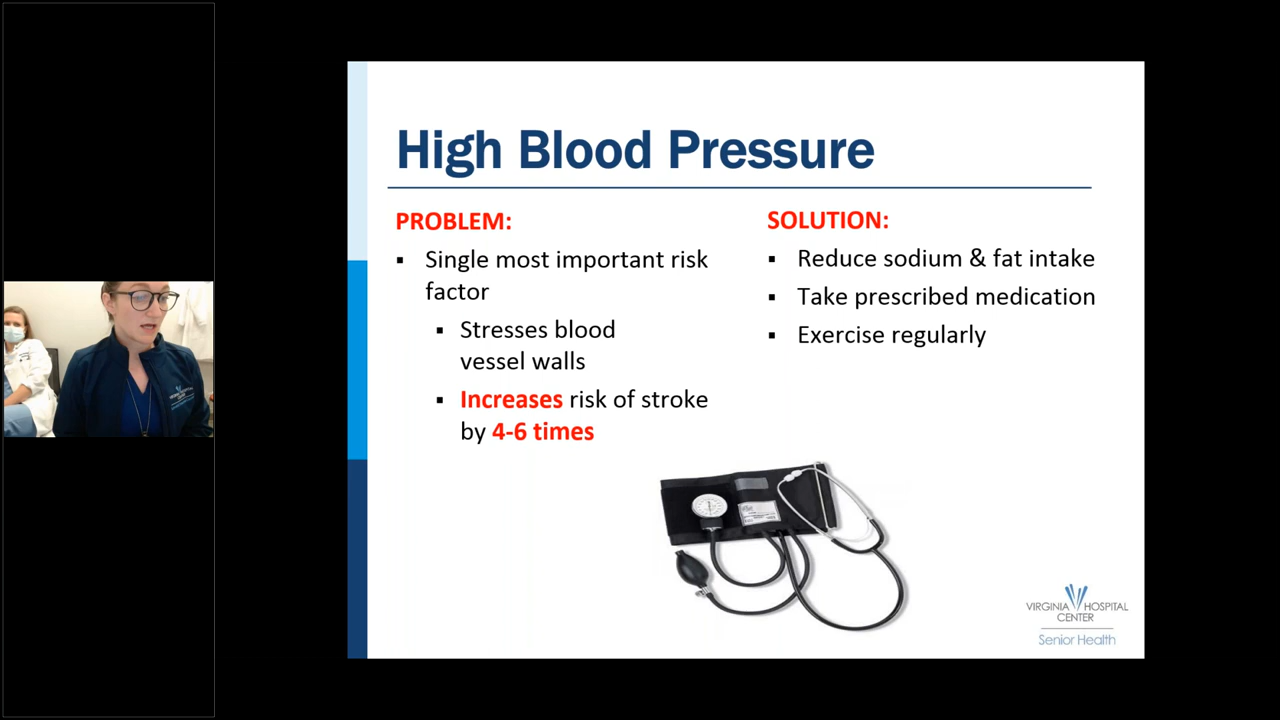 High Blood Pressure
PROBLEM:
▪ Single most important risk
factor
▪ Stresses blood
vessel walls
▪ Increases risk of stroke
by 4-6 times
SOLUTION:
▪ Reduce sodium & fat intake
▪ Take prescribed medication
▪ Exercise regularly
VIRGINIA HOSPITAL
CENTER
Senior Health